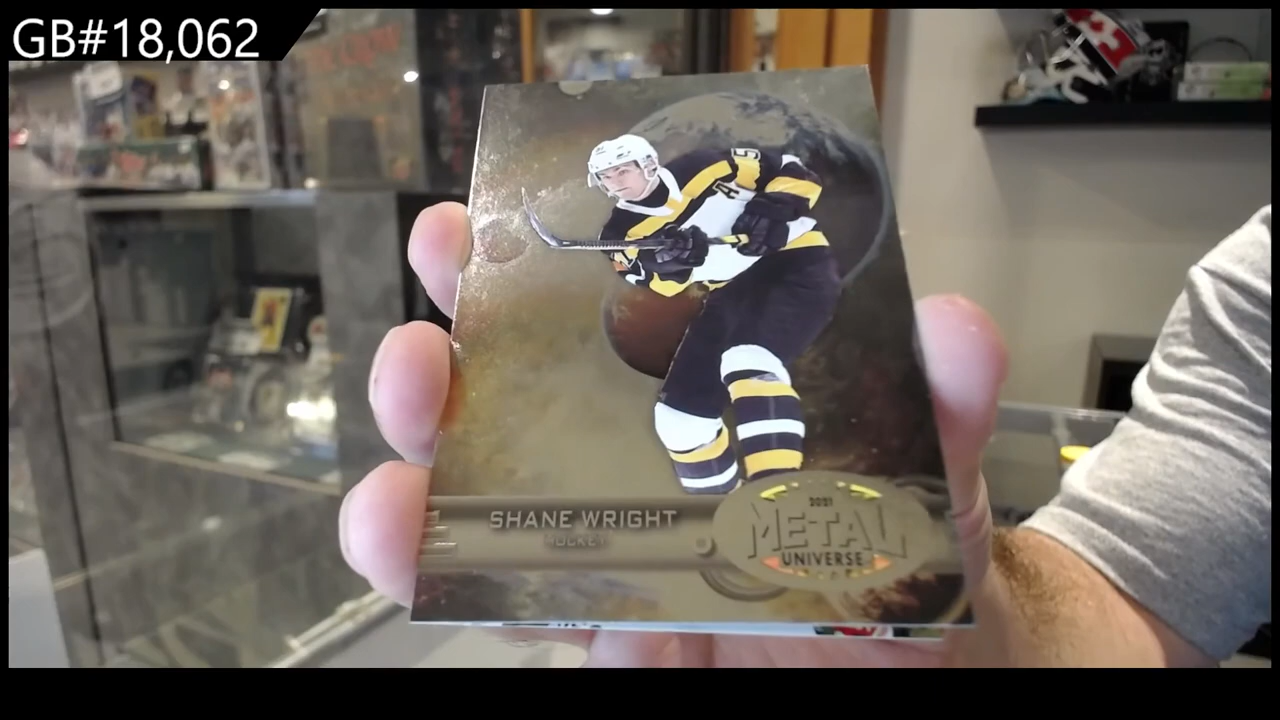 GB#18,062
SHANE WRIGHT
HOCKEY
2021
METAL
UNIVERSE
A